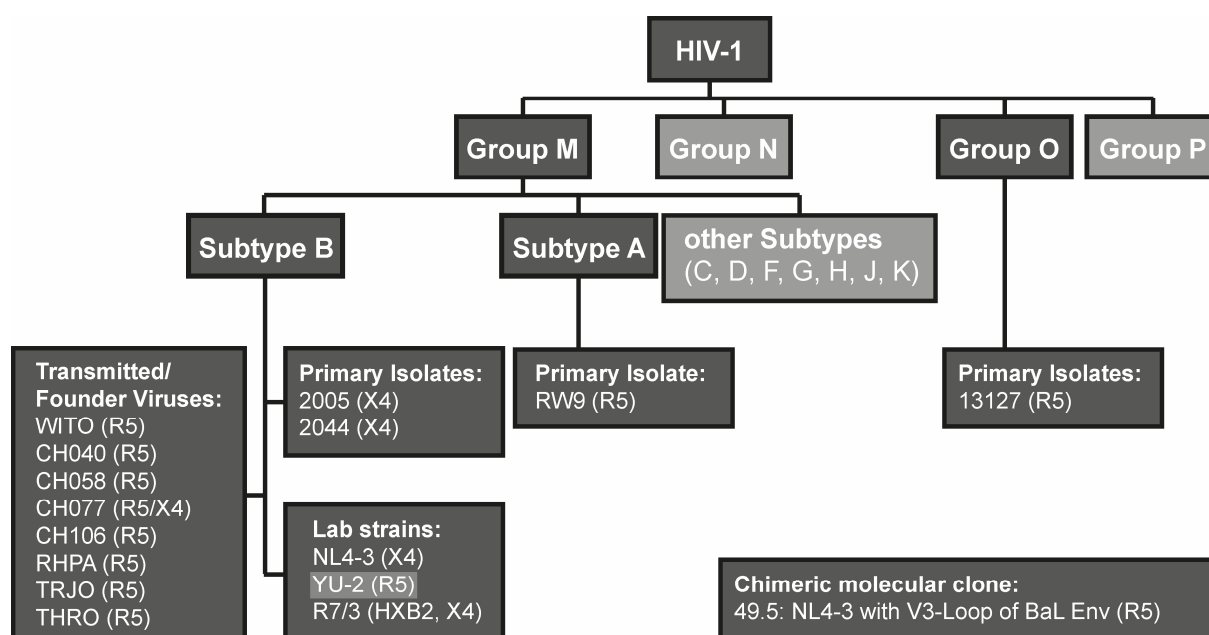 HIV-1
Group M
Group N
Group O
Group P
Subtype B
Subtype A
other Subtypes
(C, D, F, G, H, J, K)
Transmitted/
Founder Viruses:
WITO (R5)
CH040 (R5)
CH058 (R5)
CH077 (R5/X4)
CH106 (R5)
RHPA (R5)
TRJO (R5)
THRO (R5)
Primary Isolates:
2005 (X4)
2044 (X4)
Lab strains:
NL4-3 (X4)
YU-2 (R5)
R7/3 (HXB2, X4)
Primary Isolate:
RW9 (R5)
Primary Isolates:
13127 (R5)
Chimeric molecular clone:
49.5: NL4-3 with V3-Loop of BaL Env (R5)